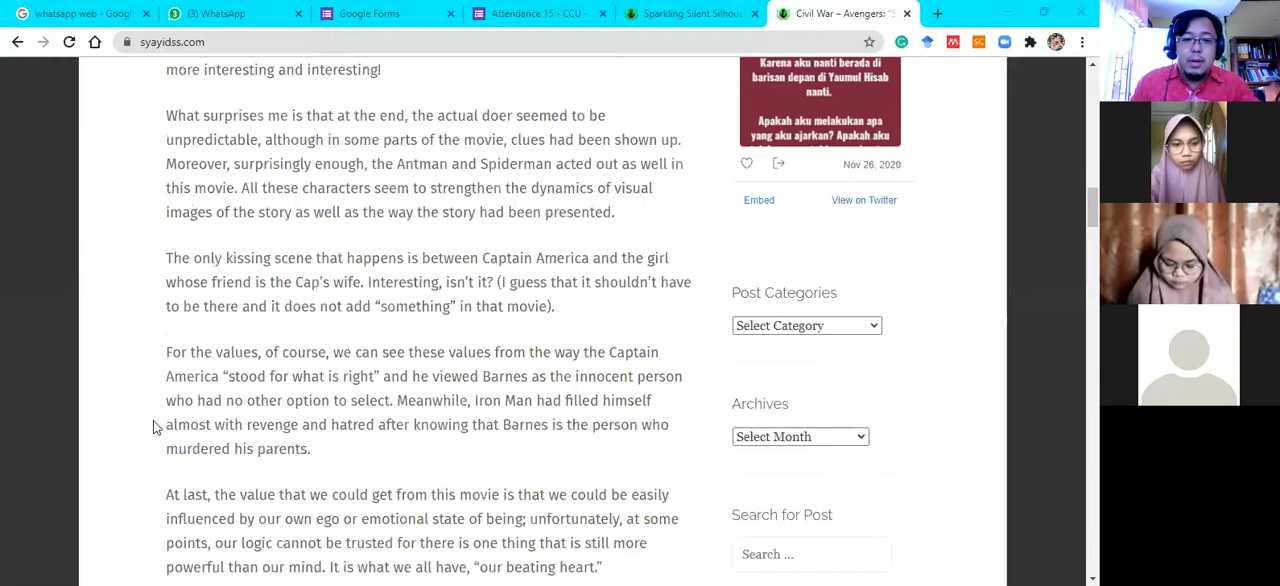 whatsapp web - Googl
(3) WhatsApp
Google Forms
Attendance 15 - CCU -
Sparkling Silent Silhou
Civil War – Avengers: "S
syayidss.com
more interesting and interesting!
What surprises me is that at the end, the actual doer seemed to be
unpredictable, although in some parts of the movie, clues had been shown up.
Moreover, surprisingly enough, the Antman and Spiderman acted out as well in
this movie. All these characters seem to strengthen the dynamics of visual
images of the story as well as the way the story had been presented.
The only kissing scene that happens is between Captain America and the girl
whose friend is the Cap's wife. Interesting, isn't it? (I guess that it shouldn't have
to be there and it does not add “something” in that movie).
For the values, of course, we can see these values from the way the Captain
America “stood for what is right” and he viewed Barnes as the innocent person
who had no other option to select. Meanwhile, Iron Man had filled himself
almost with revenge and hatred after knowing that Barnes is the person who
murdered his parents.
At last, the value that we could get from this movie is that we could be easily
influenced by our own ego or emotional state of being; unfortunately, at some
points, our logic cannot be trusted for there is one thing that is still more
powerful than our mind. It is what we all have, “our beating heart.”
Karena aku nanti berada di
barisan depan di Yaumul Hisab
nanti.
Apakah aku melakukan apa
yang aku ajarkan? Apakah aku
Nov 26, 2020
Embed
View on Twitter
Post Categories
Select Category
Archives
Select Month
Search for Post
Search ...